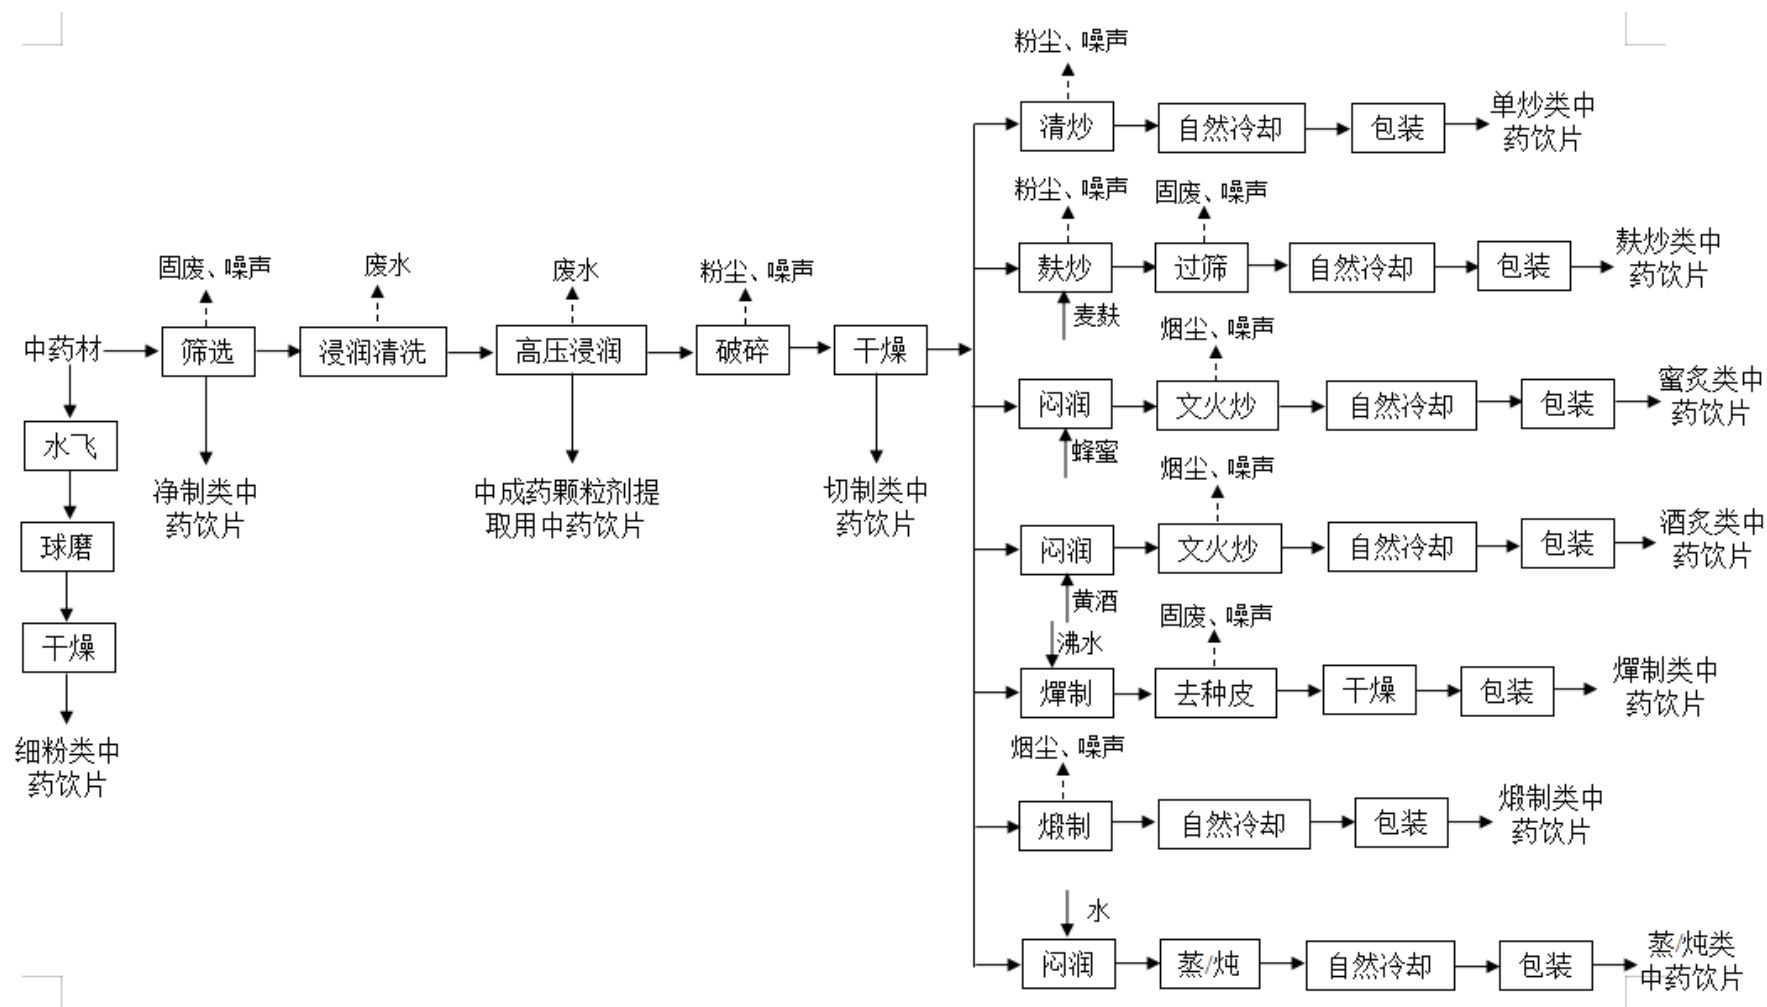 粉尘、噪声
清炒
自然冷却
包装
单炒类中
药饮片
粉尘、噪声
固废、噪声
麸炒
过筛
自然冷却
包装
麸炒类中
药饮片
麦麸
固废、噪声
废水
废水
粉尘、噪声
中药材
筛选
浸润清洗
高压浸润
破碎
干燥
净制类中
药饮片
中成药颗粒剂提
取用中药饮片
切制类中
药饮片
水飞
球磨
干燥
细粉类中
药饮片
烟尘、噪声
闷润
文火炒
自然冷却
包装
蜜炙类中
药饮片
蜂蜜
烟尘、噪声
闷润
文火炒
自然冷却
包装
酒炙类中
药饮片
黄酒
沸水
固废、噪声
燀制
去种皮
干燥
包装
燀制类中
药饮片
烟尘、噪声
煅制
自然冷却
包装
煅制类中
药饮片
水
闷润
蒸/炖
自然冷却
包装
蒸/炖类
中药饮片